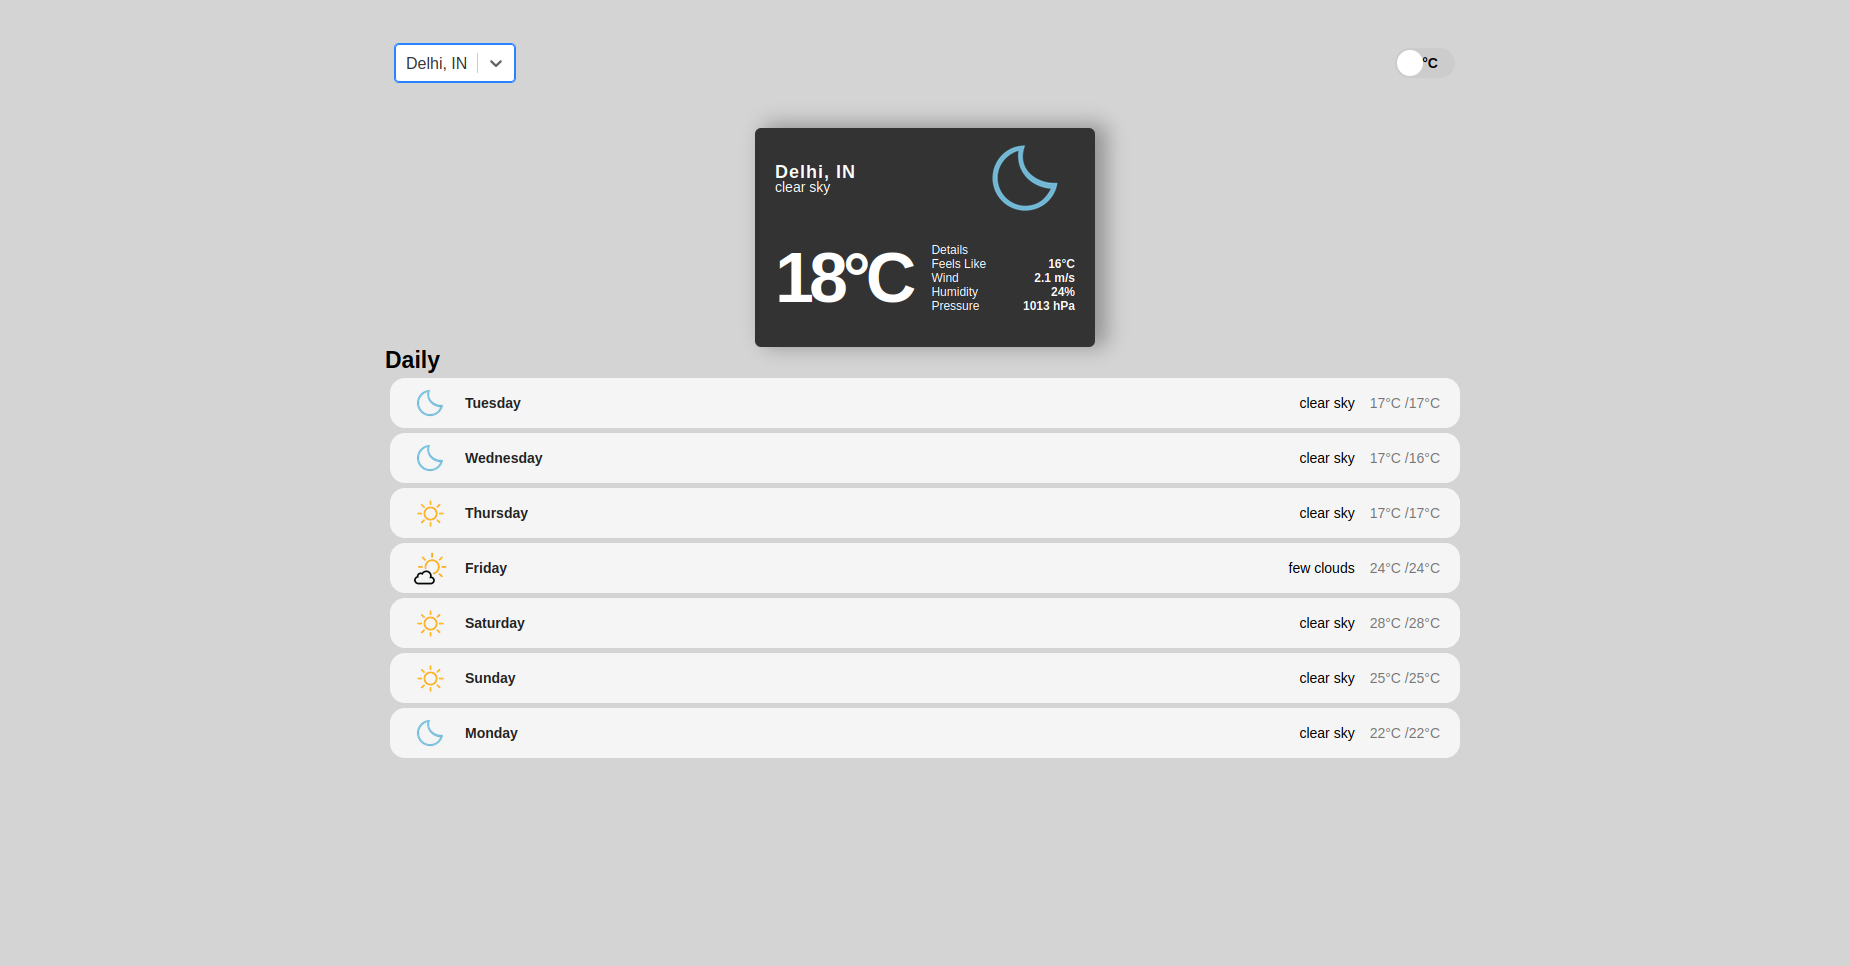 Delhi, IN
°C
Delhi, IN
clear sky
18°C
Details
Feels Like 16°C
Wind 2.1 m/s
Humidity 24%
Pressure 1013 hPa
Daily
Tuesday clear sky 17°C /17°C
Wednesday clear sky 17°C /16°C
Thursday clear sky 17°C /17°C
Friday few clouds 24°C /24°C
Saturday clear sky 28°C /28°C
Sunday clear sky 25°C /25°C
Monday clear sky 22°C /22°C